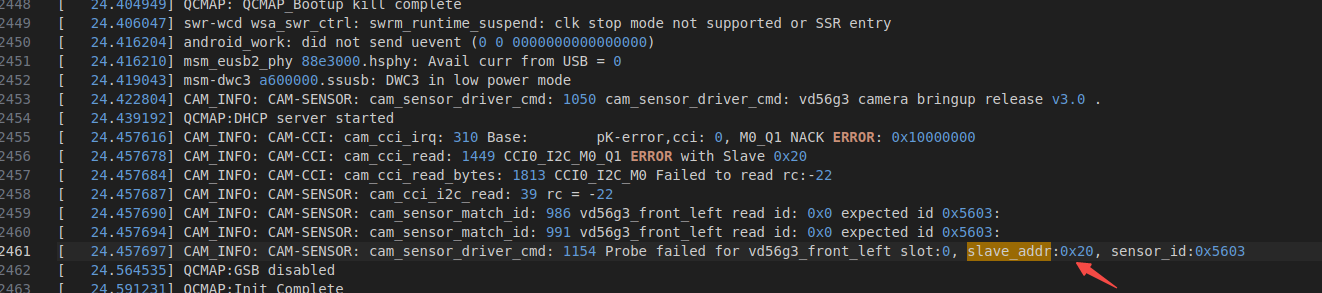 2448 [   24.404949] QCMAP: QCMAP_Bootup kill complete
2449 [   24.406047] swr-wcd wsa_swr_ctrl: swrm_runtime_suspend: clk stop mode not supported or SSR entry
2450 [   24.416204] android_work: did not send uevent (0 0 0000000000000000)
2451 [   24.416210] msm_eusb2_phy 88e3000.hsphy: Avail curr from USB = 0
2452 [   24.419043] msm-dwc3 a600000.ssusb: DWC3 in low power mode
2453 [   24.422804] CAM_INFO: CAM-SENSOR: cam_sensor_driver_cmd: 1050 cam_sensor_driver_cmd: vd56g3 camera bringup release v3.0 .
2454 [   24.439192] QCMAP:DHCP server started
2455 [   24.457616] CAM_INFO: CAM-CCI: cam_cci_irq: 310 Base:        pK-error,cci: 0, M0_Q1 NACK ERROR: 0x10000000
2456 [   24.457678] CAM_INFO: CAM-CCI: cam_cci_read: 1449 CCI0_I2C_M0_Q1 ERROR with Slave 0x20
2457 [   24.457684] CAM_INFO: CAM-CCI: cam_cci_read_bytes: 1813 CCI0_I2C_M0 Failed to read rc:-22
2458 [   24.457687] CAM_INFO: CAM-SENSOR: cam_cci_i2c_read: 39 rc = -22
2459 [   24.457690] CAM_INFO: CAM-SENSOR: cam_sensor_match_id: 986 vd56g3_front_left read id: 0x0 expected id 0x5603:
2460 [   24.457694] CAM_INFO: CAM-SENSOR: cam_sensor_match_id: 991 vd56g3_front_left read id: 0x0 expected id 0x5603:
2461 [   24.457697] CAM_INFO: CAM-SENSOR: cam_sensor_driver_cmd: 1154 Probe failed for vd56g3_front_left slot:0, slave_addr:0x20, sensor_id:0x5603
2462 [   24.564535] QCMAP:GSB disabled
2463 [   24.591231] QCMAP:Init Complete